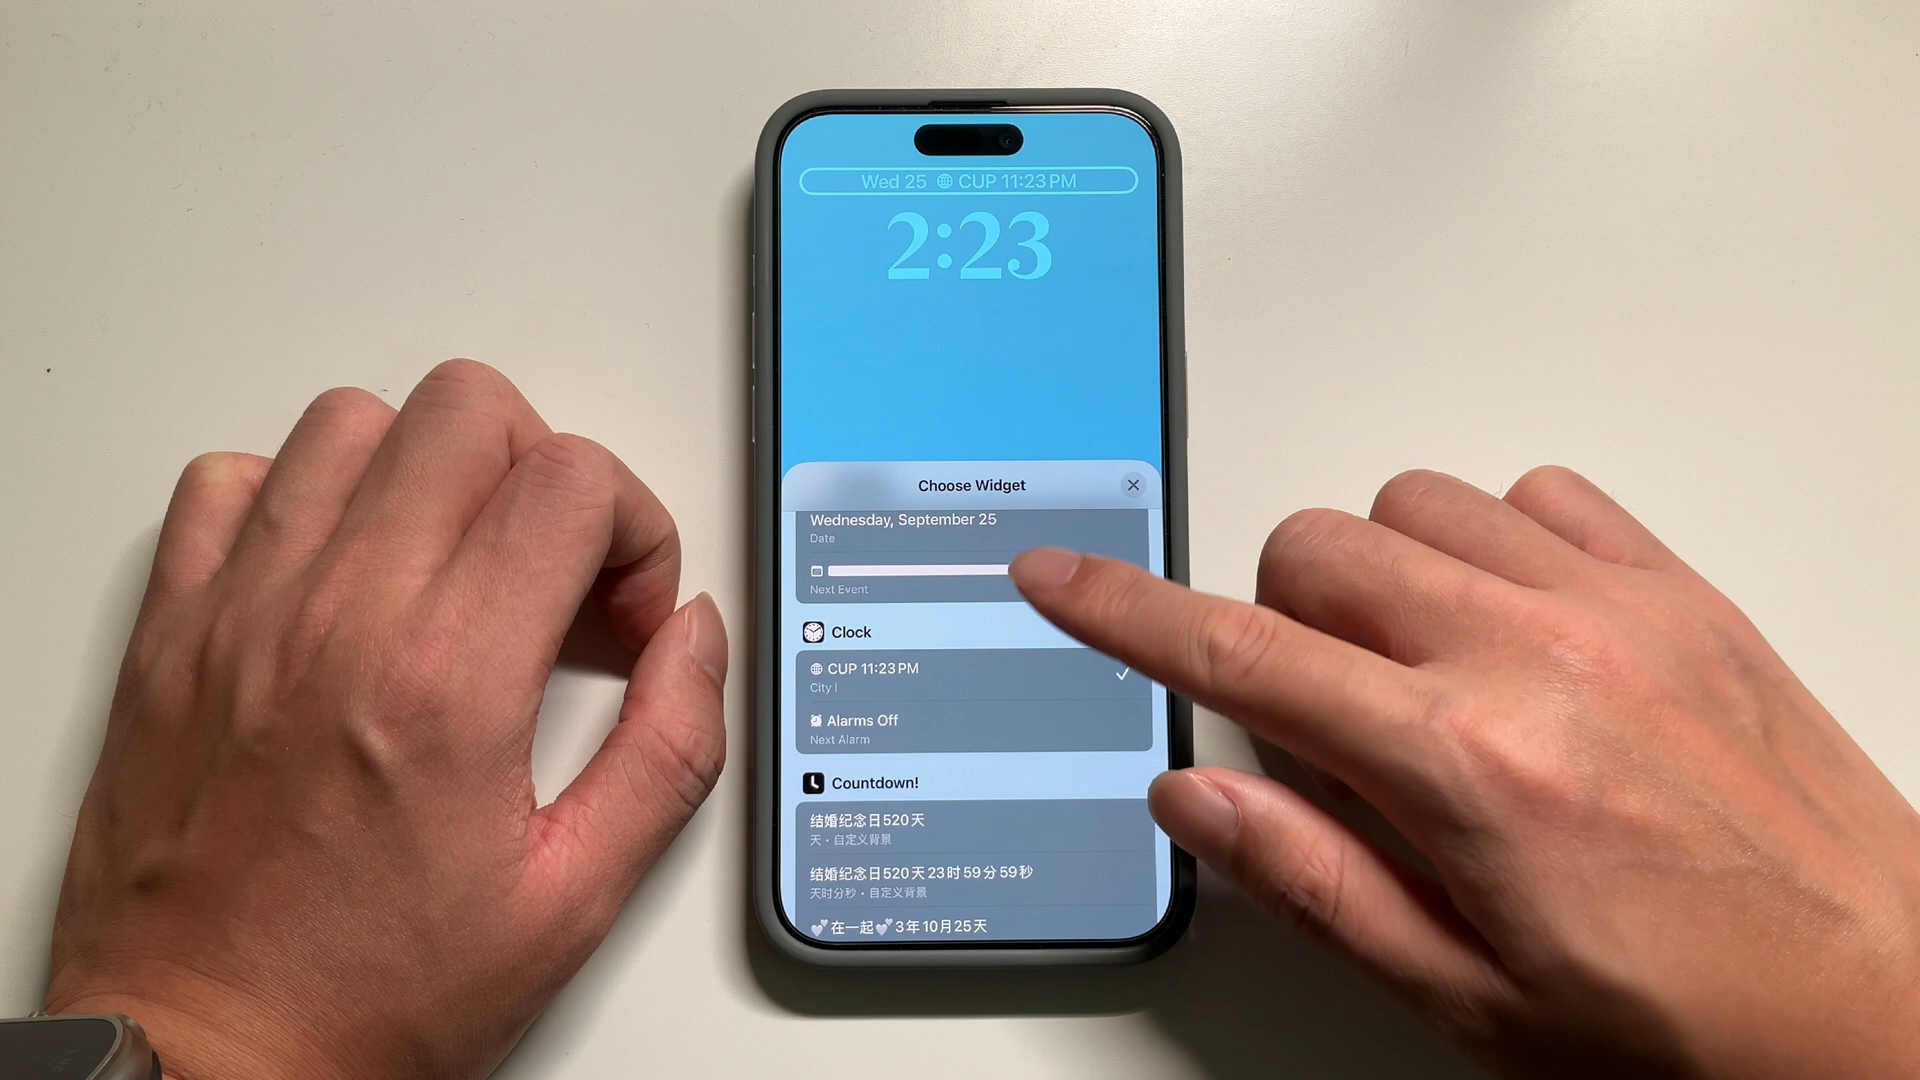 Wed 25 CUP 11:23 PM
2:23
Choose Widget
Wednesday, September 25
Date
Next Event
Clock
CUP 11:23 PM
City I
Alarms Off
Next Alarm
Countdown!
结婚纪念日520天
天·自定义背景
结婚纪念日520天23时59分59秒
天时分秒·自定义背景
💕在一起💕3年10月25天